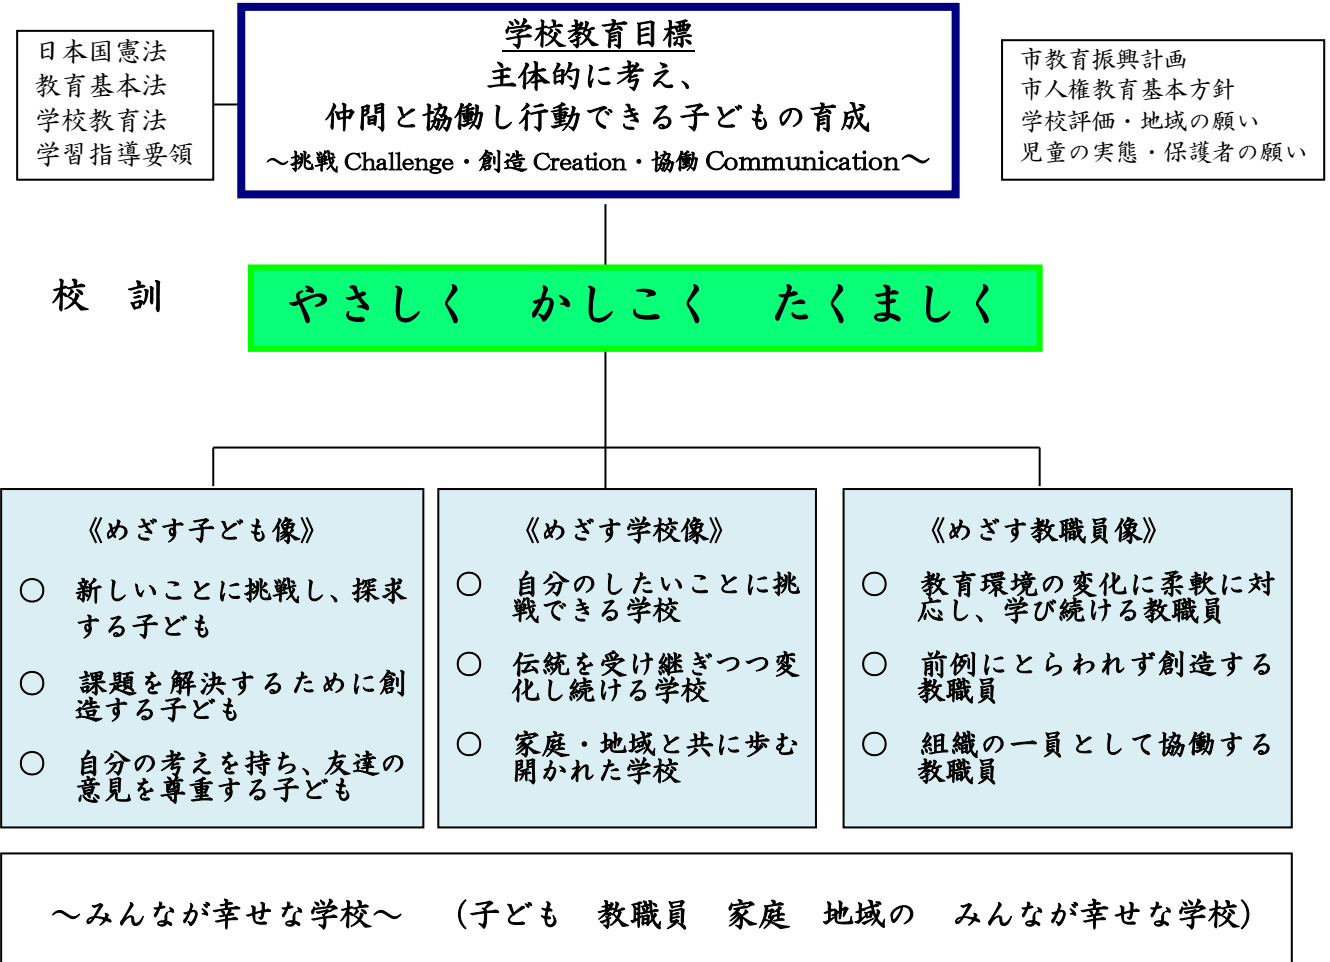 日本国憲法
教育基本法
学校教育法
学習指導要領
学校教育目標
主体的に考え、
仲間と協働し行動できる子どもの育成
～挑戦 Challenge・創造 Creation・協働 Communication～
市教育振興計画
市人権教育基本方針
学校評価・地域の願い
児童の実態・保護者の願い
校　訓
やさしく　かしこく　たくましく
《めざす子ども像》
○　新しいことに挑戦し、探求
する子ども
○　課題を解決するために創
造する子ども
○　自分の考えを持ち、友達の
意見を尊重する子ども
《めざす学校像》
○　自分のしたいことに挑
戦できる学校
○　伝統を受け継ぎつつ変
化し続ける学校
○　家庭・地域と共に歩む
開かれた学校
《めざす教職員像》
○　教育環境の変化に柔軟に対
応し、学び続ける教職員
○　前例にとらわれず創造する
教職員
○　組織の一員として協働する
教職員
～みんなが幸せな学校～　（子ども　教職員　家庭　地域の　みんなが幸せな学校）